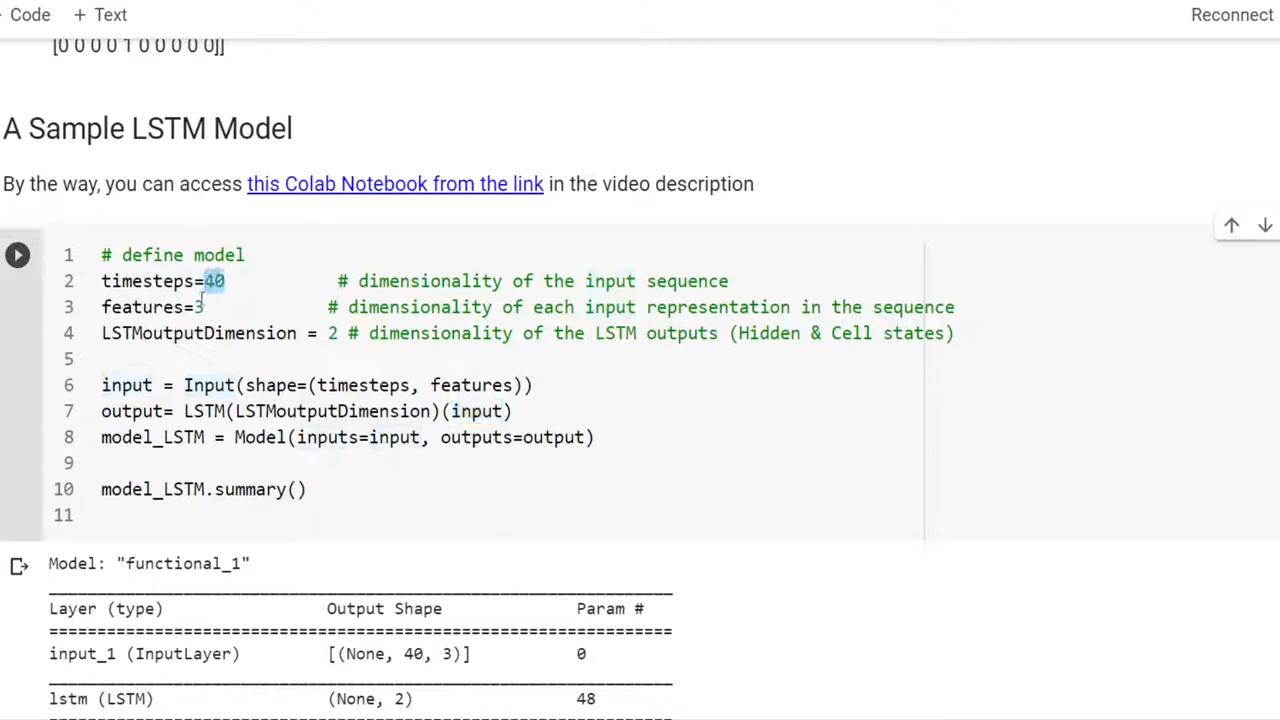 Code + Text Reconnect
[0 0 0 0 1 0 0 0 0 0]]
A Sample LSTM Model
By the way, you can access this Colab Notebook from the link in the video description
1 # define model
2 timesteps=40 # dimensionality of the input sequence
3 features=3 # dimensionality of each input representation in the sequence
4 LSTMoutputDimension = 2 # dimensionality of the LSTM outputs (Hidden & Cell states)
5
6 input = Input(shape=(timesteps, features))
7 output= LSTM(LSTMoutputDimension)(input)
8 model_LSTM = Model(inputs=input, outputs=output)
9
10 model_LSTM.summary()
11
Model: "functional_1"
Layer (type) Output Shape Param #
=================================================================
input_1 (InputLayer) [(None, 40, 3)] 0
lstm (LSTM) (None, 2) 48